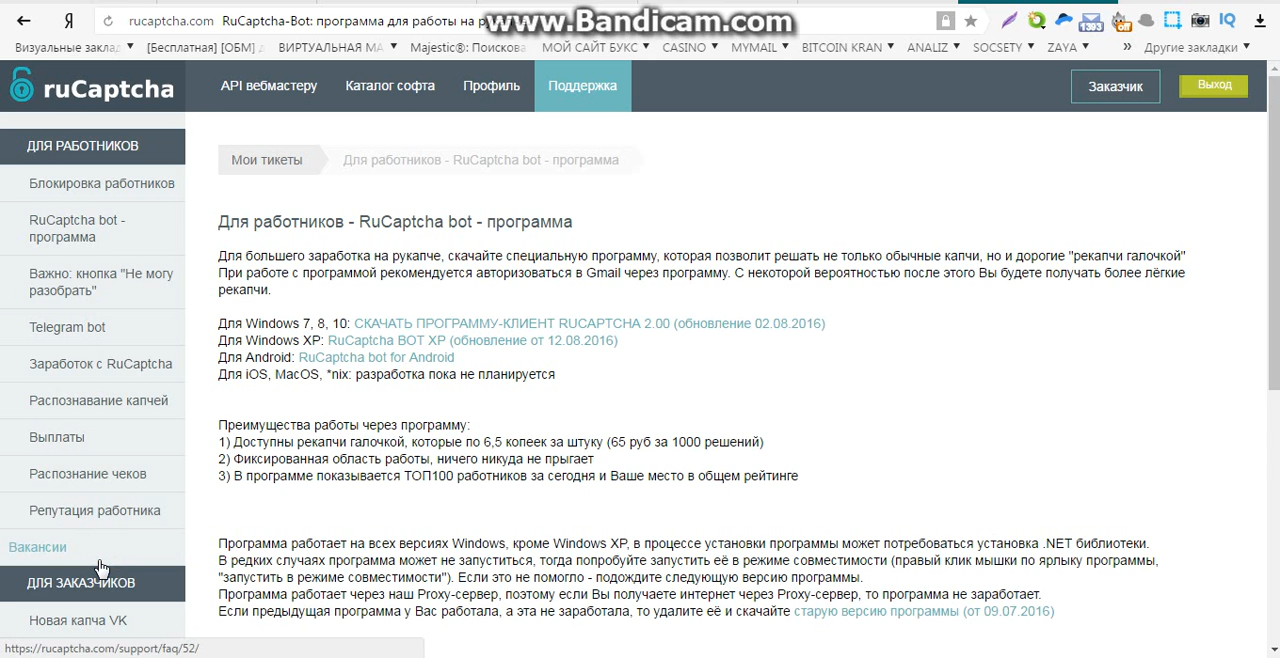 Я
rucaptcha.com RuCaptcha-Bot: программа для работы на
www.Bandicam.com
1393
Off
IQ
Визуальные заклад
[Бесплатная] [ОБМ]
ВИРТУАЛЬНАЯ МА
Majestic®: Поискова
МОЙ САЙТ БУКС
CASINO
MYMAIL
BITCOIN KRAN
ANALIZ
SOCSETY
ZAYA
»
Другие закладки
ruCaptcha
API вебмастеру
Каталог софта
Профиль
Поддержка
Заказчик
Выход
ДЛЯ РАБОТНИКОВ
Блокировка работников
RuCaptcha bot -
программа
Важно: кнопка "Не могу
разобрать"
Telegram bot
Заработок с RuCaptcha
Распознавание капчей
Выплаты
Распознание чеков
Репутация работника
Вакансии
ДЛЯ ЗАКАЗЧИКОВ
Новая капча VK
https://rucaptcha.com/support/faq/52/
Мои тикеты
Для работников - RuCaptcha bot - программа
Для работников - RuCaptcha bot - программа
Для большего заработка на рукапче, скачайте специальную программу, которая позволит решать не только обычные капчи, но и дорогие "рекапчи галочкой"
При работе с программой рекомендуется авторизоваться в Gmail через программу. С некоторой вероятностью после этого Вы будете получать более лёгкие
рекапчи.
Для Windows 7, 8, 10: СКАЧАТЬ ПРОГРАММУ-КЛИЕНТ RUCAPTCHA 2.00 (обновление 02.08.2016)
Для Windows XP: RuCaptcha BOT XP (обновление от 12.08.2016)
Для Android: RuCaptcha bot for Android
Для iOS, MacOS, *nix: разработка пока не планируется
Преимущества работы через программу:
1) Доступны рекапчи галочкой, которые по 6,5 копеек за штуку (65 руб за 1000 решений)
2) Фиксированная область работы, ничего никуда не прыгает
3) В программе показывается ТОП100 работников за сегодня и Ваше место в общем рейтинге
Программа работает на всех версиях Windows, кроме Windows XP, в процессе установки программы может потребоваться установка .NET библиотеки.
В редких случаях программа может не запуститься, тогда попробуйте запустить её в режиме совместимости (правый клик мышки по ярлыку программы,
"запустить в режиме совместимости"). Если это не помогло - подождите следующую версию программы.
Программа работает через наш Proxy-сервер, поэтому если Вы получаете интернет через Proxy-сервер, то программа не заработает.
Если предыдущая программа у Вас работала, а эта не заработала, то удалите её и скачайте старую версию программы (от 09.07.2016)